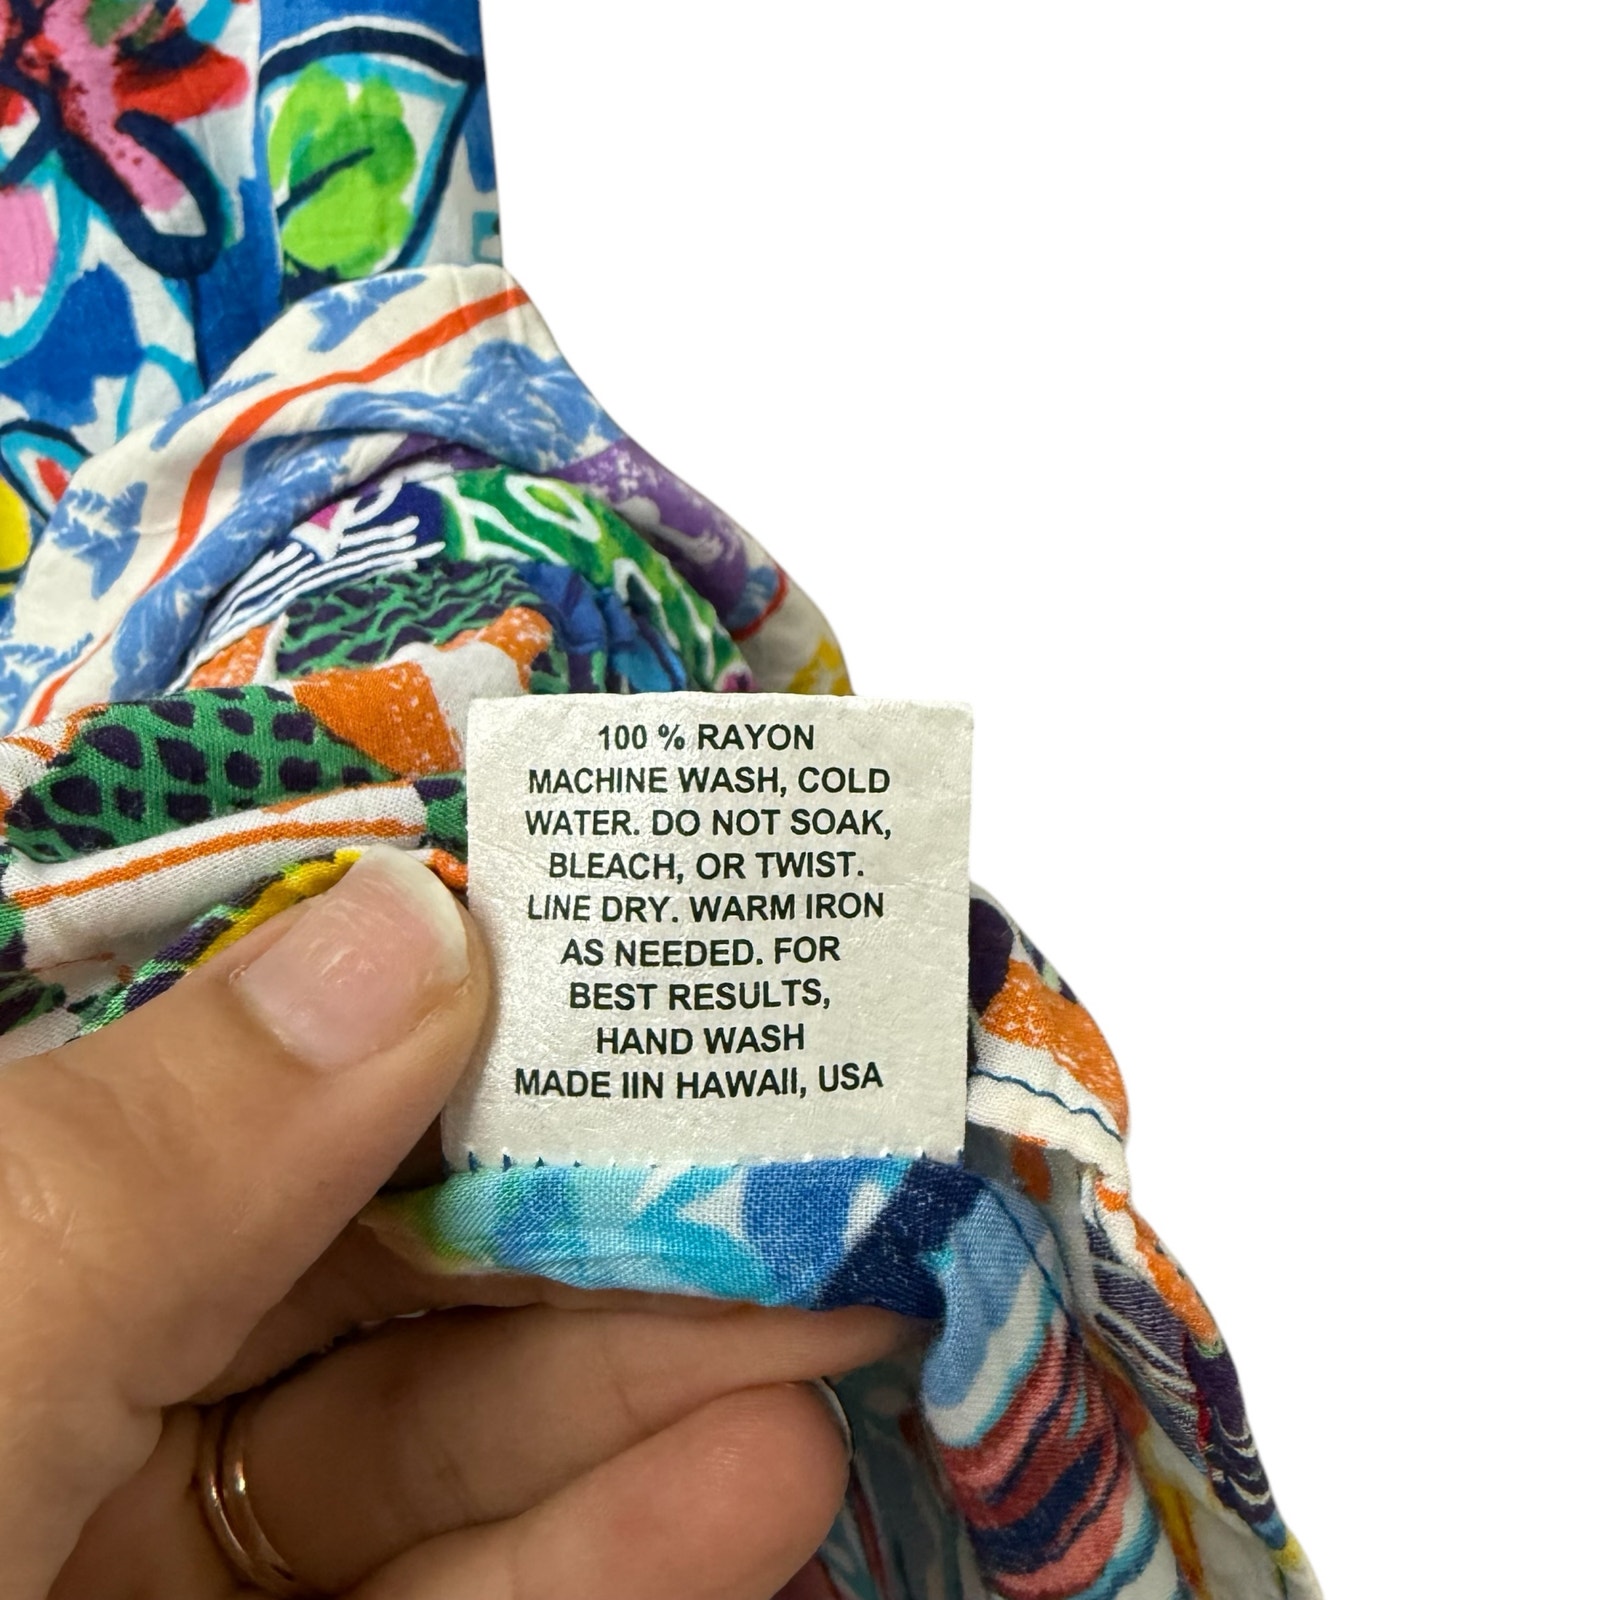 100 % RAYON
MACHINE WASH, COLD
WATER. DO NOT SOAK,
BLEACH, OR TWIST.
LINE DRY. WARM IRON
AS NEEDED. FOR
BEST RESULTS,
HAND WASH
MADE IIN HAWAII, USA